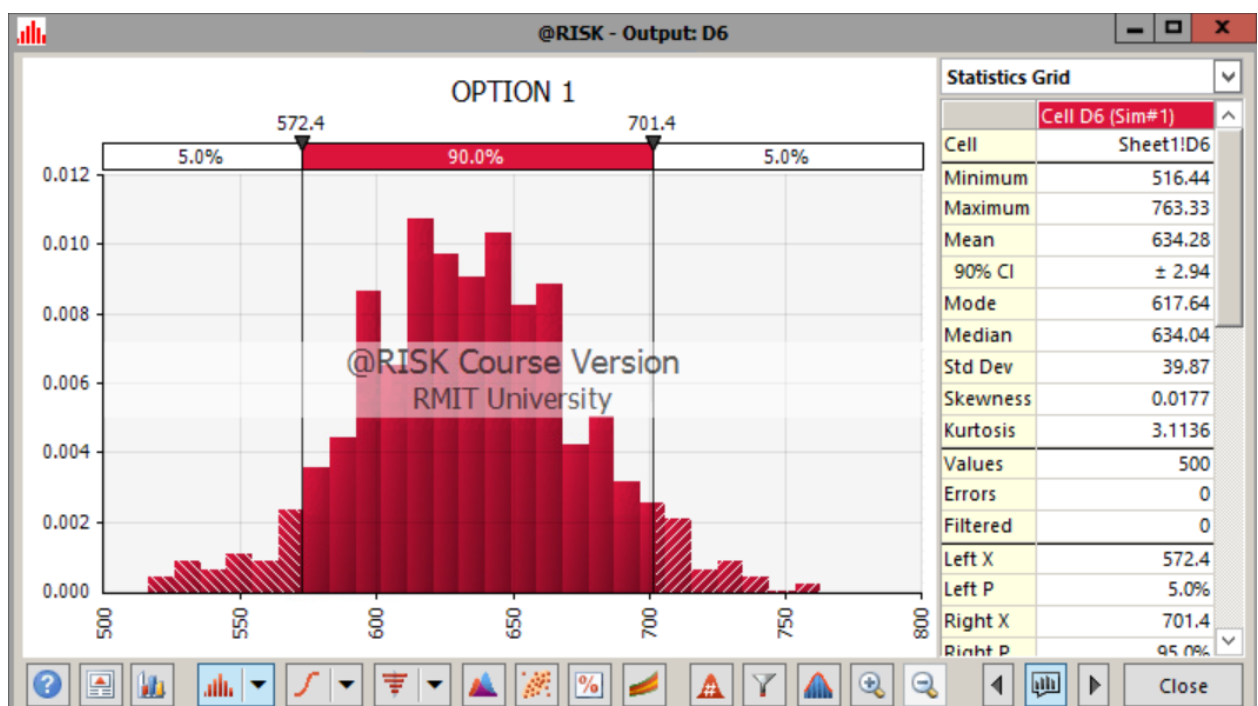 @RISK - Output: D6
OPTION 1
572.4 701.4
5.0% 90.0% 5.0%
0.012
0.010
0.008
0.006
0.004
0.002
0.000
500 550 600 650 700 750 800
@RISK Course Version
RMIT University
Statistics Grid
Cell D6 (Sim#1)
Cell Sheet1!D6
Minimum 516.44
Maximum 763.33
Mean 634.28
90% CI ± 2.94
Mode 617.64
Median 634.04
Std Dev 39.87
Skewness 0.0177
Kurtosis 3.1136
Values 500
Errors 0
Filtered 0
Left X 572.4
Left P 5.0%
Right X 701.4
Right P 95.0%
Close